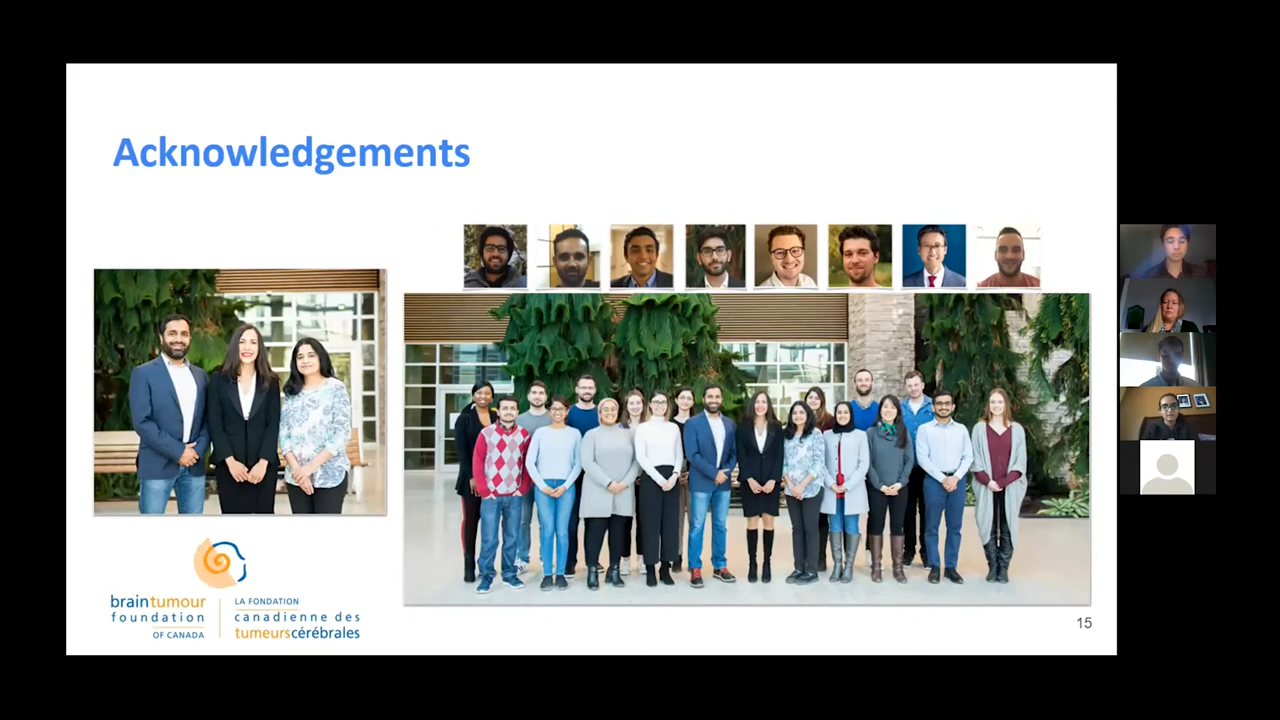 Acknowledgements
braintumour
foundation
OF CANADA
LA FONDATION
canadienne des
tumeurscérébrales
15